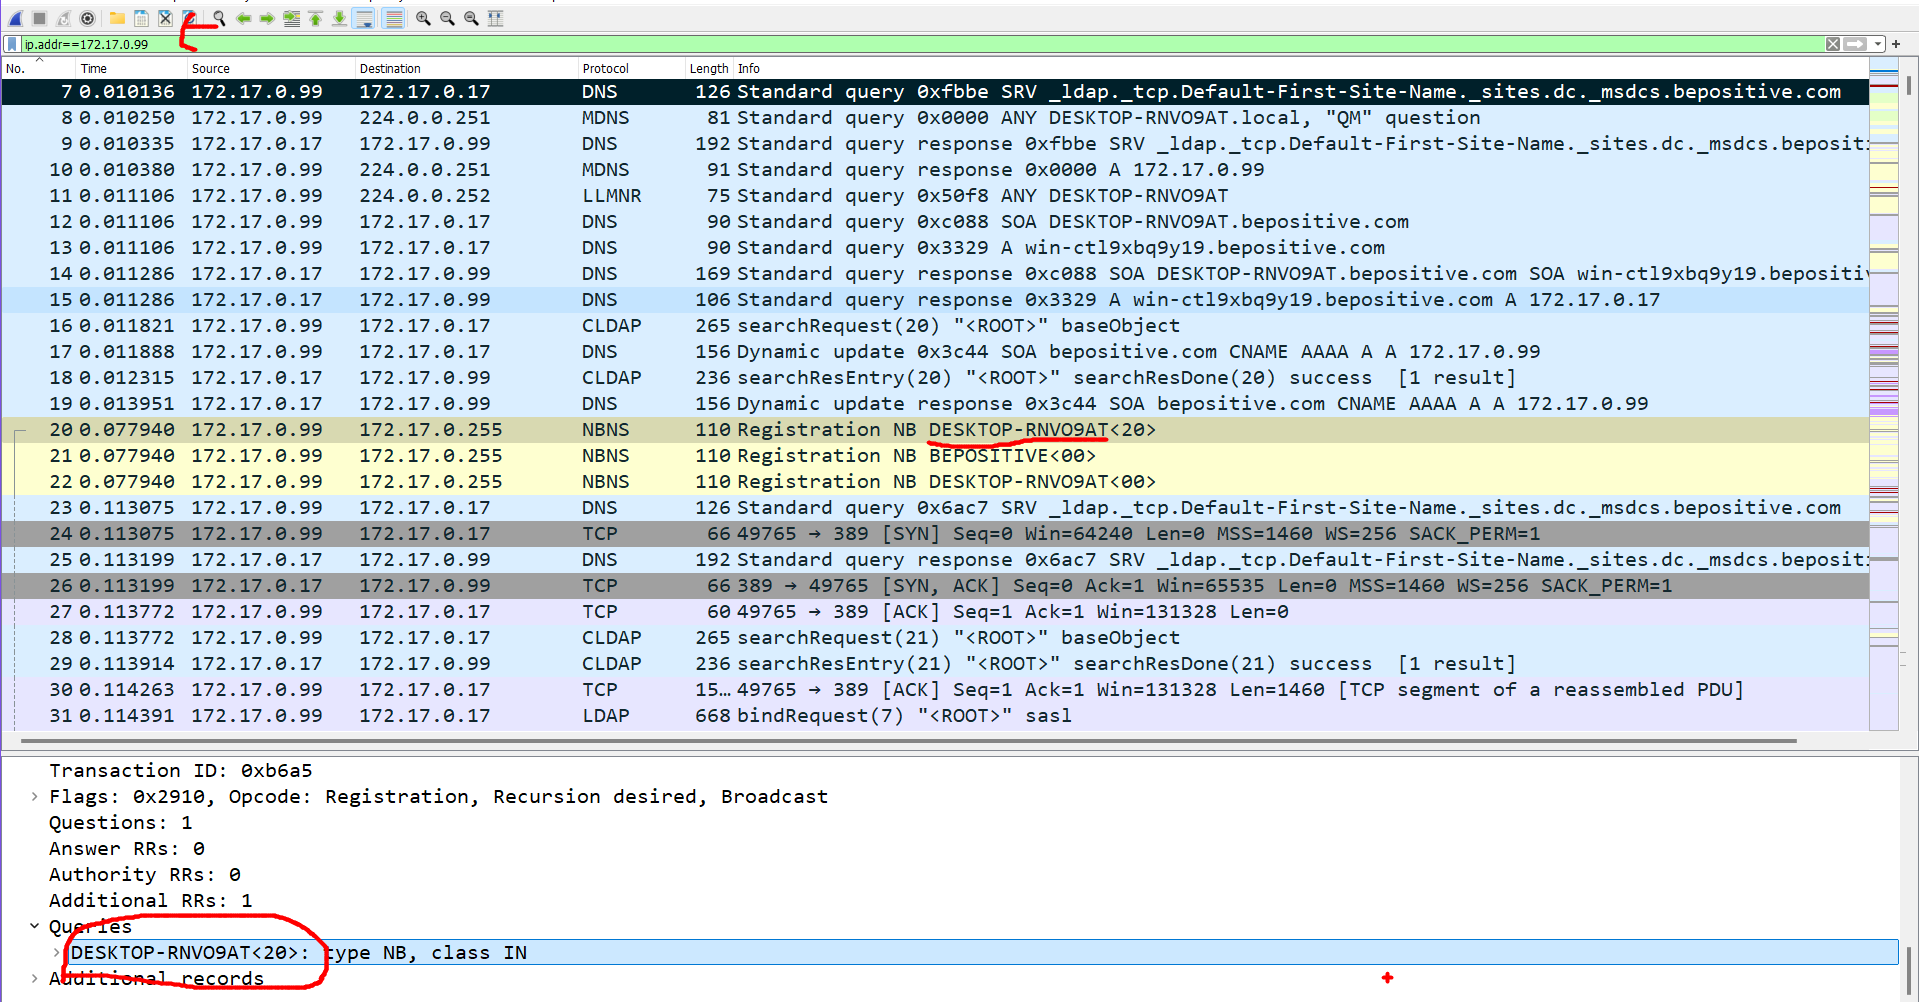 ip.addr==172.17.0.99
No. Time Source Destination Protocol Length Info
7 0.010136 172.17.0.99 172.17.0.17 DNS 126 Standard query 0xfbbe SRV _ldap._tcp.Default-First-Site-Name._sites.dc._msdcs.bepositive.com
8 0.010250 172.17.0.99 224.0.0.251 MDNS 81 Standard query 0x0000 ANY DESKTOP-RNVO9AT.local, "QM" question
9 0.010335 172.17.0.17 172.17.0.99 DNS 192 Standard query response 0xfbbe SRV _ldap._tcp.Default-First-Site-Name._sites.dc._msdcs.beposit:
10 0.010380 172.17.0.99 224.0.0.251 MDNS 91 Standard query response 0x0000 A 172.17.0.99
11 0.011106 172.17.0.99 224.0.0.252 LLMNR 75 Standard query 0x50f8 ANY DESKTOP-RNVO9AT
12 0.011106 172.17.0.99 172.17.0.17 DNS 90 Standard query 0xc088 SOA DESKTOP-RNVO9AT.bepositive.com
13 0.011106 172.17.0.99 172.17.0.17 DNS 90 Standard query 0x3329 A win-ctl9xbq9y19.bepositive.com
14 0.011286 172.17.0.17 172.17.0.99 DNS 169 Standard query response 0xc088 SOA DESKTOP-RNVO9AT.bepositive.com SOA win-ctl9xbq9y19.bepositiv
15 0.011286 172.17.0.17 172.17.0.99 DNS 106 Standard query response 0x3329 A win-ctl9xbq9y19.bepositive.com A 172.17.0.17
16 0.011821 172.17.0.99 172.17.0.17 CLDAP 265 searchRequest(20) "<ROOT>" baseObject
17 0.011888 172.17.0.99 172.17.0.17 DNS 156 Dynamic update 0x3c44 SOA bepositive.com CNAME AAAA A A 172.17.0.99
18 0.012315 172.17.0.17 172.17.0.99 CLDAP 236 searchResEntry(20) "<ROOT>" searchResDone(20) success [1 result]
19 0.013951 172.17.0.17 172.17.0.99 DNS 156 Dynamic update response 0x3c44 SOA bepositive.com CNAME AAAA A A 172.17.0.99
20 0.077940 172.17.0.99 172.17.0.255 NBNS 110 Registration NB DESKTOP-RNVO9AT<20>
21 0.077940 172.17.0.99 172.17.0.255 NBNS 110 Registration NB BEPOSITIVE<00>
22 0.077940 172.17.0.99 172.17.0.255 NBNS 110 Registration NB DESKTOP-RNVO9AT<00>
23 0.113075 172.17.0.99 172.17.0.17 DNS 126 Standard query 0x6ac7 SRV _ldap._tcp.Default-First-Site-Name._sites.dc._msdcs.bepositive.com
24 0.113075 172.17.0.99 172.17.0.17 TCP 66 49765 → 389 [SYN] Seq=0 Win=64240 Len=0 MSS=1460 WS=256 SACK_PERM=1
25 0.113199 172.17.0.17 172.17.0.99 DNS 192 Standard query response 0x6ac7 SRV _ldap._tcp.Default-First-Site-Name._sites.dc._msdcs.beposit:
26 0.113199 172.17.0.17 172.17.0.99 TCP 66 389 → 49765 [SYN, ACK] Seq=0 Ack=1 Win=65535 Len=0 MSS=1460 WS=256 SACK_PERM=1
27 0.113772 172.17.0.99 172.17.0.17 TCP 60 49765 → 389 [ACK] Seq=1 Ack=1 Win=131328 Len=0
28 0.113772 172.17.0.99 172.17.0.17 CLDAP 265 searchRequest(21) "<ROOT>" baseObject
29 0.113914 172.17.0.17 172.17.0.99 CLDAP 236 searchResEntry(21) "<ROOT>" searchResDone(21) success [1 result]
30 0.114263 172.17.0.99 172.17.0.17 TCP 15… 49765 → 389 [ACK] Seq=1 Ack=1 Win=131328 Len=1460 [TCP segment of a reassembled PDU]
31 0.114391 172.17.0.99 172.17.0.17 LDAP 668 bindRequest(7) "<ROOT>" sasl
Transaction ID: 0xb6a5
Flags: 0x2910, Opcode: Registration, Recursion desired, Broadcast
Questions: 1
Answer RRs: 0
Authority RRs: 0
Additional RRs: 1
Queries
DESKTOP-RNVO9AT<20>: type NB, class IN
Additional records